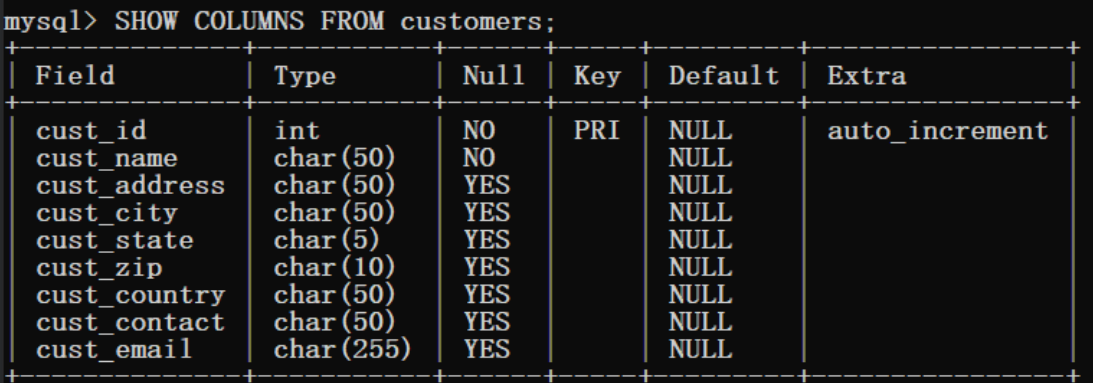 mysql> SHOW COLUMNS FROM customers;
+--------------+-----------+------+-----+---------+----------------+
| Field        | Type      | Null | Key | Default | Extra          |
+--------------+-----------+------+-----+---------+----------------+
| cust_id      | int       | NO   | PRI | NULL    | auto_increment |
| cust_name    | char(50)  | NO   |     | NULL    |                |
| cust_address | char(50)  | YES  |     | NULL    |                |
| cust_city    | char(50)  | YES  |     | NULL    |                |
| cust_state   | char(5)   | YES  |     | NULL    |                |
| cust_zip     | char(10)  | YES  |     | NULL    |                |
| cust_country | char(50)  | YES  |     | NULL    |                |
| cust_contact | char(50)  | YES  |     | NULL    |                |
| cust_email   | char(255) | YES  |     | NULL    |                |
+--------------+-----------+------+-----+---------+----------------+